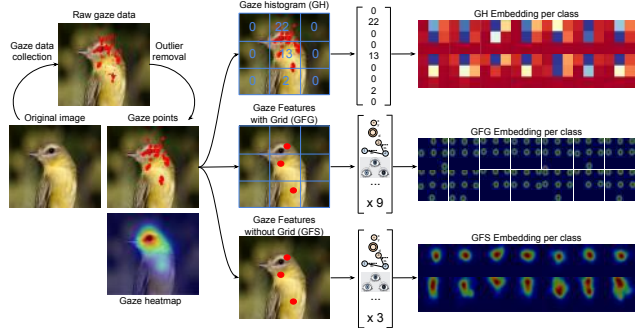 Raw gaze data
Gaze data
collection
Outlier
removal
Original image
Gaze points
Gaze heatmap
Gaze histogram (GH)
0 22 0
0 13 0
0 2 0
0
22
0
0
13
0
0
2
0
GH Embedding per class
Gaze Features
with Grid (GFG)
...
x 9
GFG Embedding per class
Gaze Features
without Grid (GFS)
...
x 3
GFS Embedding per class